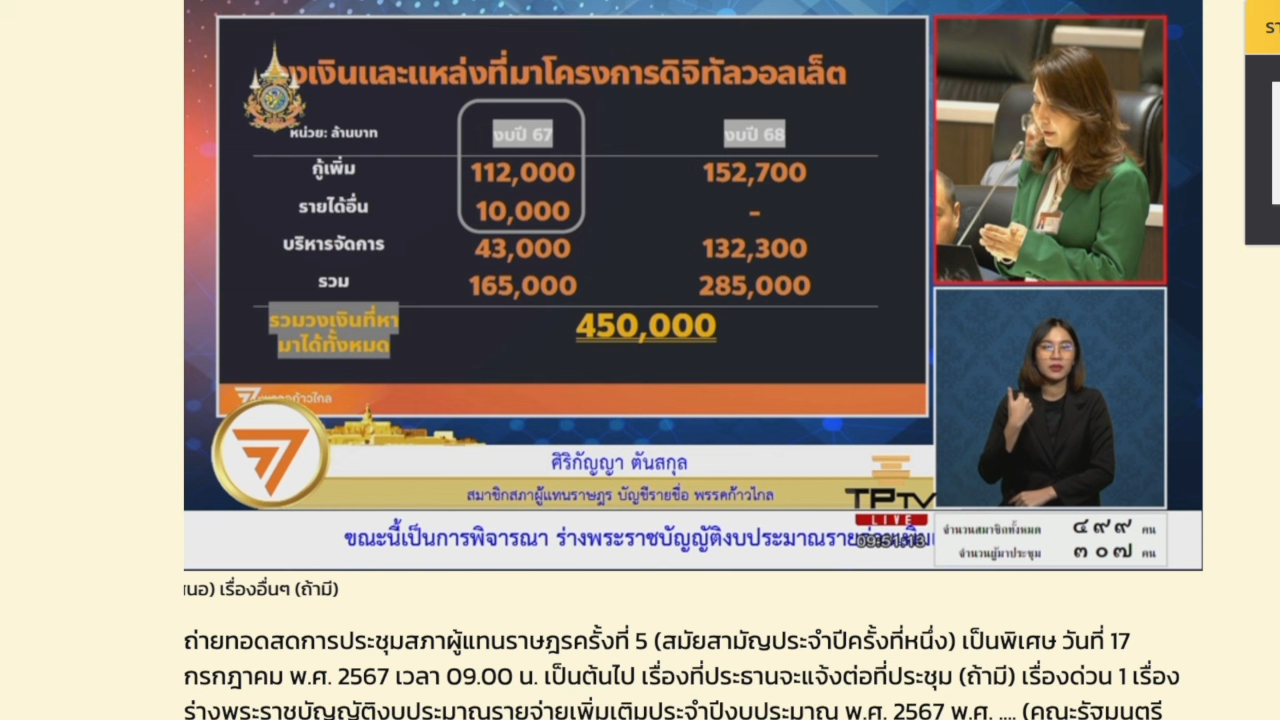 วงเงินและแหล่งที่มาโครงการดิจิทัลวอลเล็ต
หน่วย: ล้านบาท งบปี 67 งบปี 68
กู้เพิ่ม 112,000 152,700
รายได้อื่น 10,000 -
บริหารจัดการ 43,000 132,300
รวม 165,000 285,000
รวมวงเงินที่หา
มาได้ทั้งหมด
450,000
ศิริกัญญา ตันสกุล
สมาชิกสภาผู้แทนราษฎร บัญชีรายชื่อ พรรคก้าวไกล
TPTV
LIVE
09:51:13
ขณะนี้เป็นการพิจารณา ร่างพระราชบัญญัติงบประมาณราย
จำนวนสมาชิกทั้งหมด ๔๙๙ คน
จำนวนผู้มาประชุม ๓๐๗ คน
นอ) เรื่องอื่นๆ (ถ้ามี)
ถ่ายทอดสดการประชุมสภาผู้แทนราษฎรครั้งที่ 5 (สมัยสามัญประจำปีครั้งที่หนึ่ง) เป็นพิเศษ วันที่ 17
กรกฎาคม พ.ศ. 2567 เวลา 09.00 น. เป็นต้นไป เรื่องที่ประธานจะแจ้งต่อที่ประชุม (ถ้ามี) เรื่องด่วน 1 เรื่อง
ร่างพระราชบัญญัติงบประมาณรายจ่ายเพิ่มเติมประจำปีงบประมาณ พ.ศ. 2567 พ.ศ. .... (คณะรัฐมนตรี